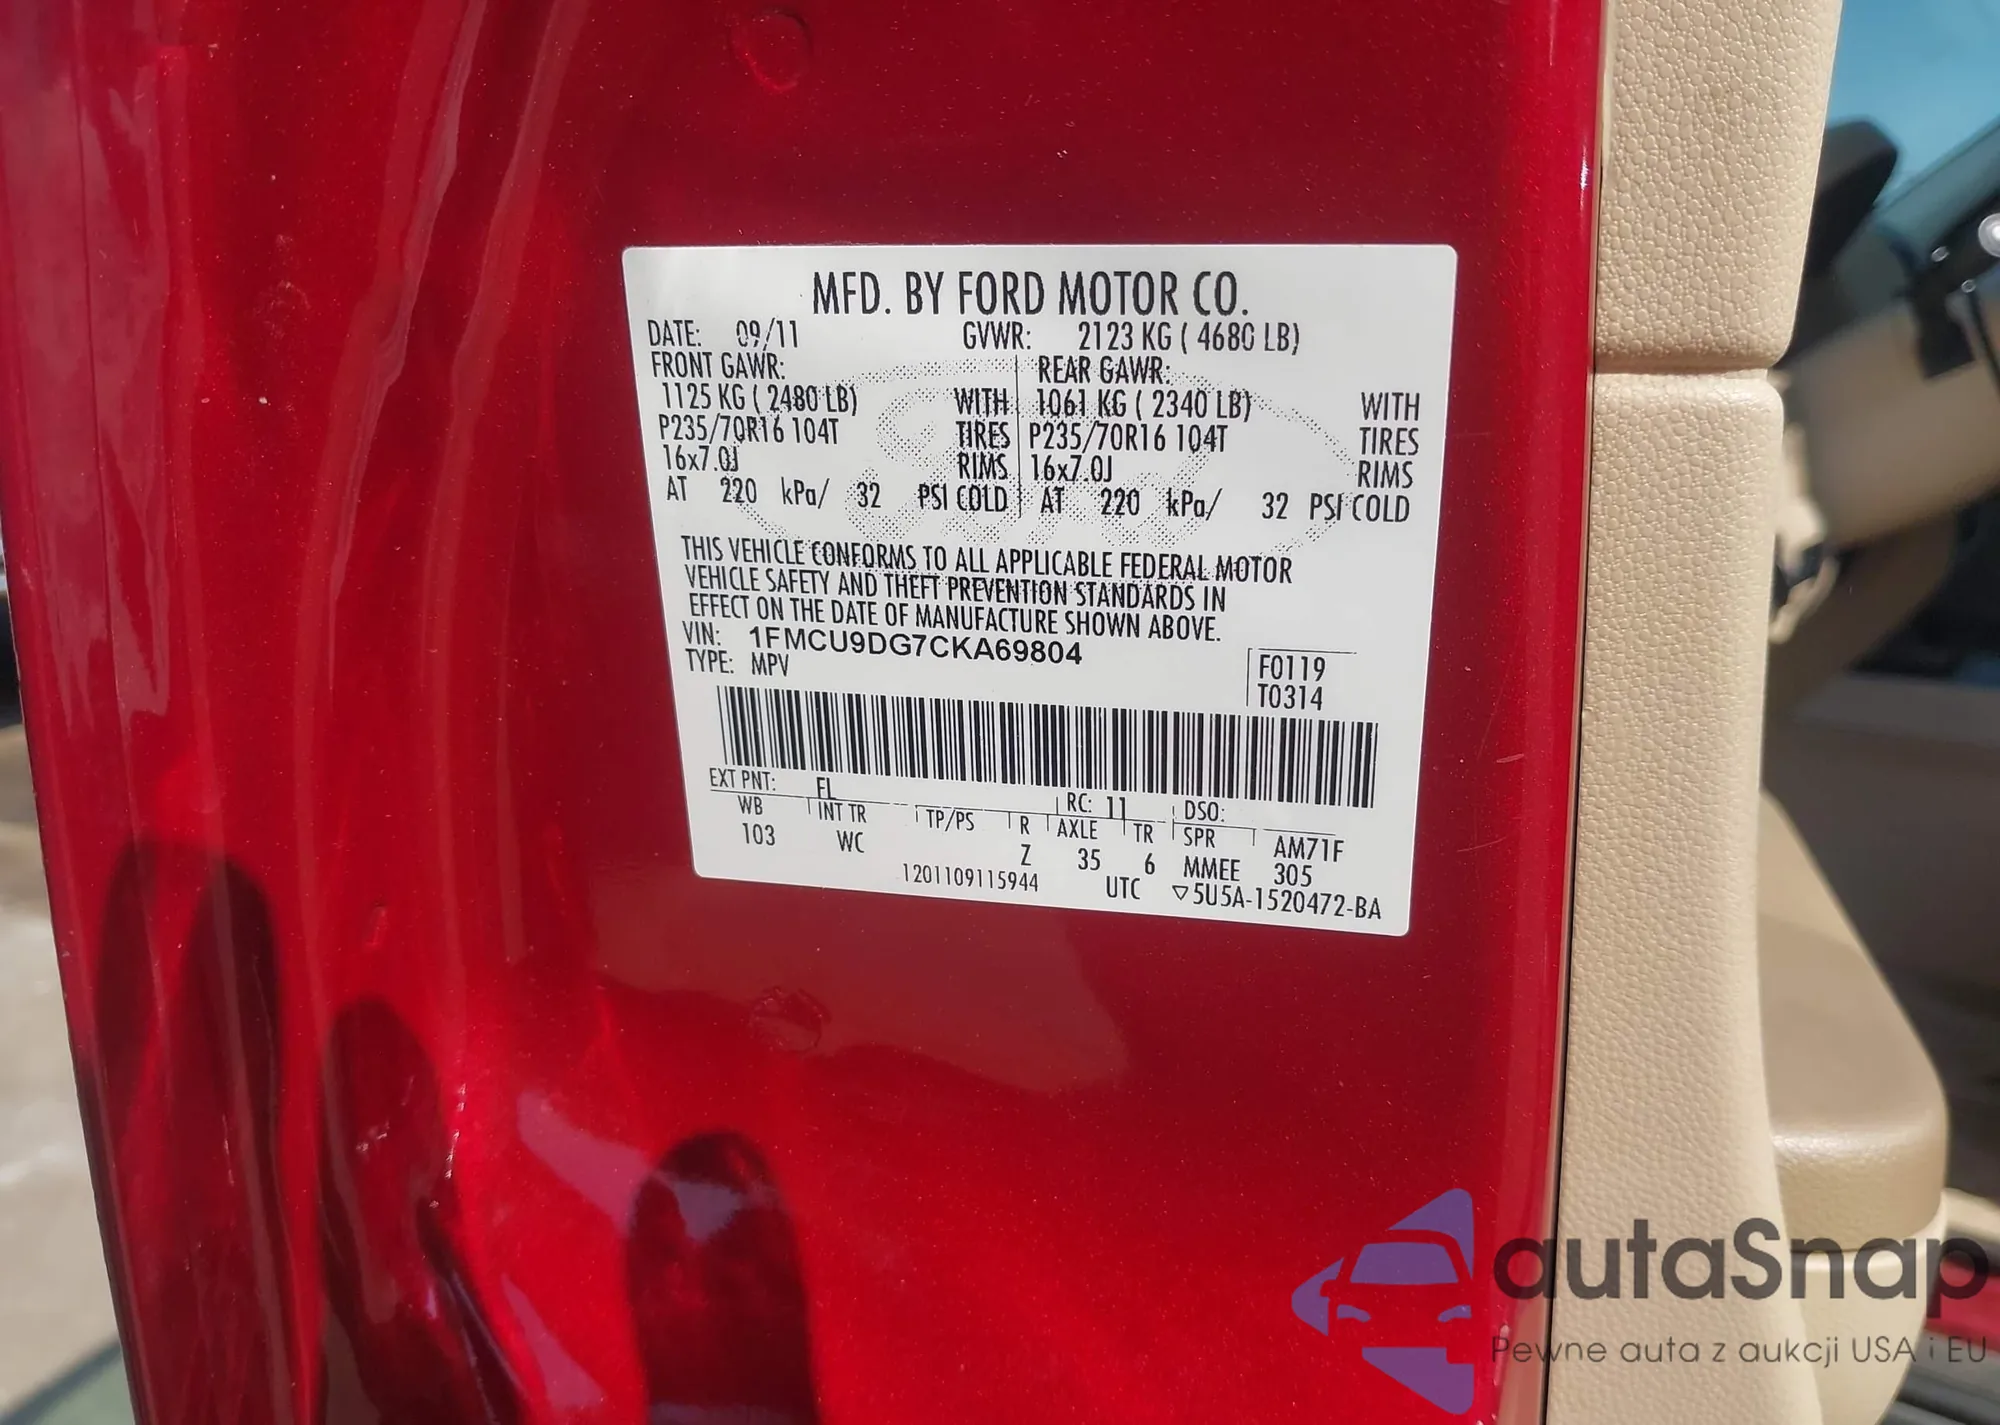 MFD. BY FORD MOTOR CO.
DATE: 09/11 GVWR: 2123 KG ( 4680 LB)
FRONT GAWR: REAR GAWR:
1125 KG ( 2480 LB) WITH 1061 KG ( 2340 LB) WITH
P235/70R16 104T TIRES P235/70R16 104T TIRES
16x7.0J RIMS 16x7.0J RIMS
AT 220 kPa/ 32 PSI COLD AT 220 kPa/ 32 PSI COLD
THIS VEHICLE CONFORMS TO ALL APPLICABLE FEDERAL MOTOR
VEHICLE SAFETY AND THEFT PREVENTION STANDARDS IN
EFFECT ON THE DATE OF MANUFACTURE SHOWN ABOVE.
VIN: 1FMCU9DG7CKA69804
TYPE: MPV F0119
T0314
EXT PNT: FL RC: 11 DSO:
WB INT TR TP/PS R AXLE TR SPR AM71F
103 WC Z 35 6 MMEE 305
1201109115944 UTC ▽5U5A-1520472-BA
autaSnap
Pewne auta z aukcji USA i EU